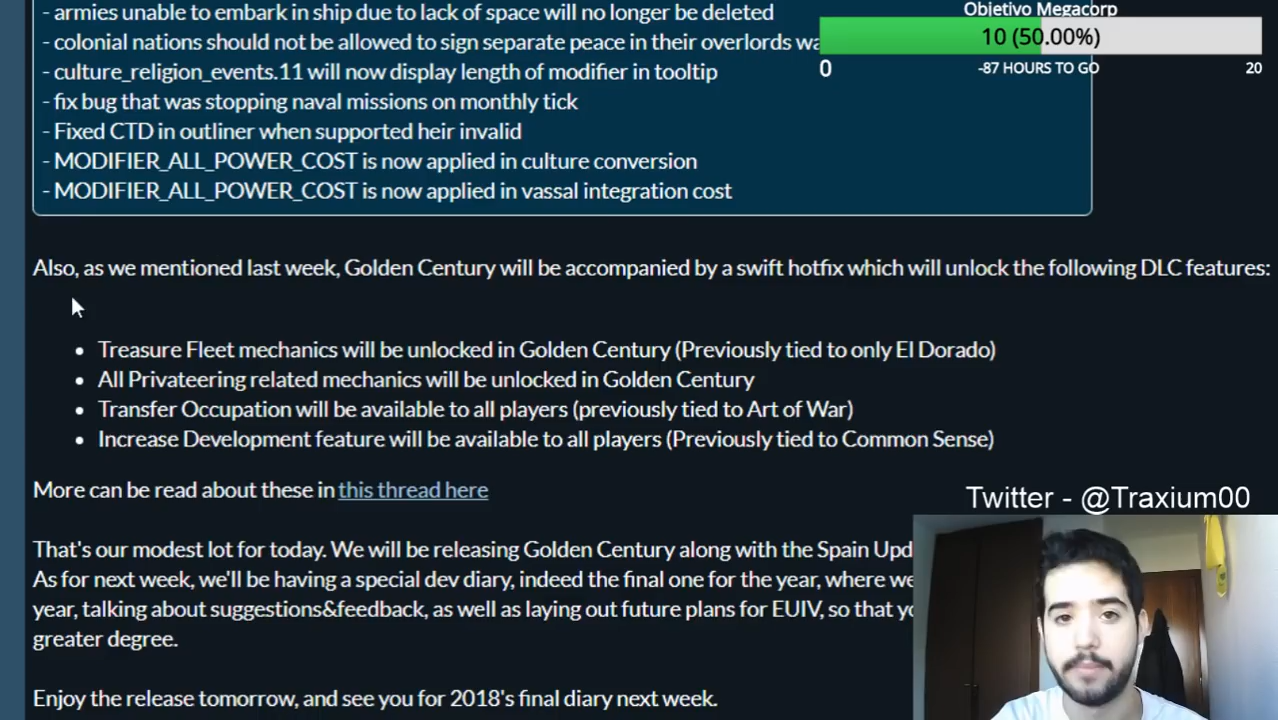 - armies unable to embark in ship due to lack of space will no longer be deleted
Objetivo Megacorp
- colonial nations should not be allowed to sign separate peace in their overlords
10 (50.00%)
0
-87 HOURS TO GO
20
- culture_religion_events.11 will now display length of modifier in tooltip
- fix bug that was stopping naval missions on monthly tick
- Fixed CTD in outliner when supported heir invalid
- MODIFIER_ALL_POWER_COST is now applied in culture conversion
- MODIFIER_ALL_POWER_COST is now applied in vassal integration cost
Also, as we mentioned last week, Golden Century will be accompanied by a swift hotfix which will unlock the following DLC features:
• Treasure Fleet mechanics will be unlocked in Golden Century (Previously tied to only El Dorado)
• All Privateering related mechanics will be unlocked in Golden Century
• Transfer Occupation will be available to all players (previously tied to Art of War)
• Increase Development feature will be available to all players (Previously tied to Common Sense)
More can be read about these in this thread here
Twitter - @Traxium00
That's our modest lot for today. We will be releasing Golden Century along with the Spain Upd
As for next week, we'll be having a special dev diary, indeed the final one for the year, where we
year, talking about suggestions&feedback, as well as laying out future plans for EUIV, so that
greater degree.
Enjoy the release tomorrow, and see you for 2018's final diary next week.